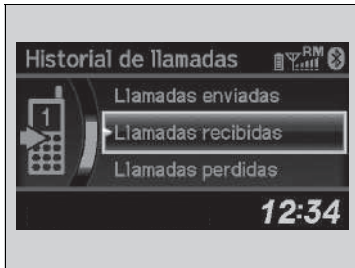 Historial de llamadas RM
1
Llamadas enviadas
Llamadas recibidas
Llamadas perdidas
12:34